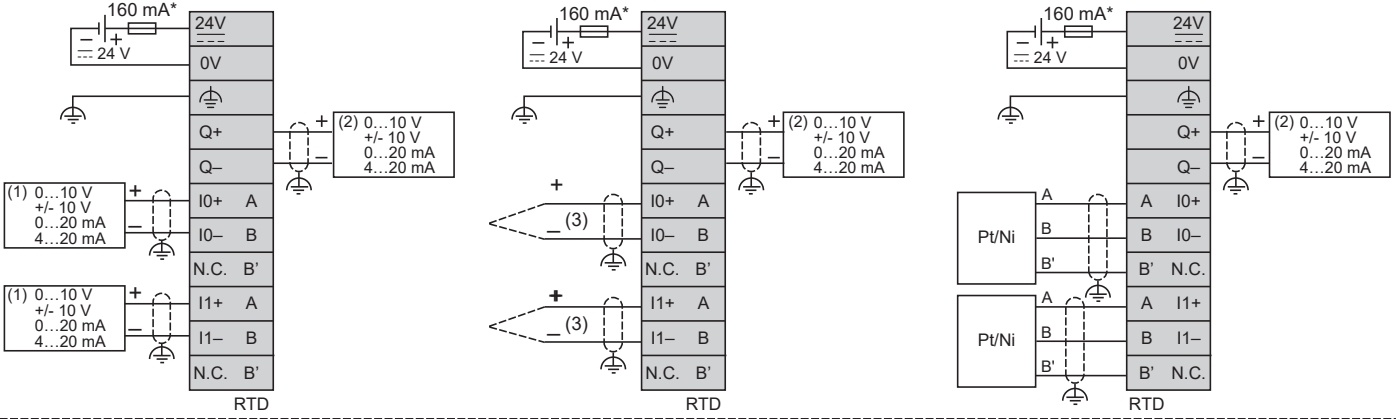 160 mA*
24V
+
–
24 V
0V
Q+
+
(2) 0…10 V
+/- 10 V
0…20 mA
4…20 mA
–
Q–
(1) 0…10 V
+/- 10 V
0…20 mA
4…20 mA
+
–
I0+ A
I0– B
N.C. B’
(1) 0…10 V
+/- 10 V
0…20 mA
4…20 mA
+
–
I1+ A
I1– B
N.C. B’
RTD
160 mA*
24V
+
–
24 V
0V
Q+
+
(2) 0…10 V
+/- 10 V
0…20 mA
4…20 mA
–
Q–
+
– (3)
I0+ A
I0– B
N.C. B’
+
– (3)
I1+ A
I1– B
N.C. B’
RTD
160 mA*
24V
+
–
24 V
0V
Q+
+
(2) 0…10 V
+/- 10 V
0…20 mA
4…20 mA
–
Q–
Pt/Ni
A
B
B'
A I0+
B I0–
B’ N.C.
Pt/Ni
A
B
B'
A I1+
B I1–
B’ N.C.
RTD